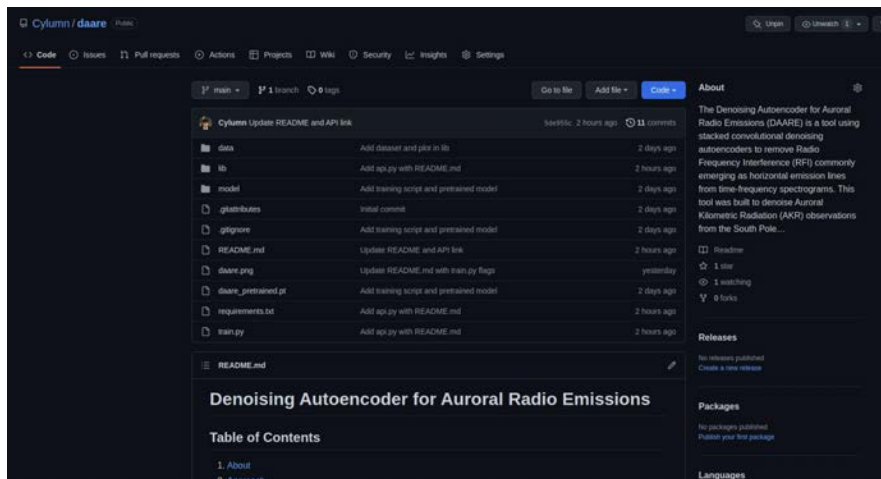 Cylumn / daare Public
Unpin
Unwatch 1
Code
Issues
Pull requests
Actions
Projects
Wiki
Security
Insights
Settings
main
1 branch
0 tags
Go to file
Add file
Code
Cylumn Update README and API link
2 hours ago
11 commits
data Add dataset and plot in lib 2 days ago
lib Add api.py with README.md 2 hours ago
model Add training script and pretrained model 2 days ago
.gitattributes Initial commit 2 days ago
.gitignore Add training script and pretrained model 2 days ago
README.md Update README and API link 2 hours ago
daare.png Update README.md with train.py flags yesterday
daare_pretrained.pt Add training script and pretrained model 2 days ago
requirements.txt Add api.py with README.md 2 hours ago
train.py Add api.py with README.md 2 hours ago
README.md
Denoising Autoencoder for Auroral Radio Emissions
Table of Contents
1. About
About
The Denoising Autoencoder for Auroral
Radio Emissions (DAARE) is a tool using
stacked convolutional denoising
autoencoders to remove Radio
Frequency Interference (RFI) commonly
emerging as horizontal emission lines
from time-frequency spectrograms. This
tool was built to denoise Auroral
Kilometric Radiation (AKR) observations
from the South Pole…
Readme
1 star
1 watching
0 forks
Releases
No releases published
Create a new release
Packages
No packages published
Publish your first package
Languages